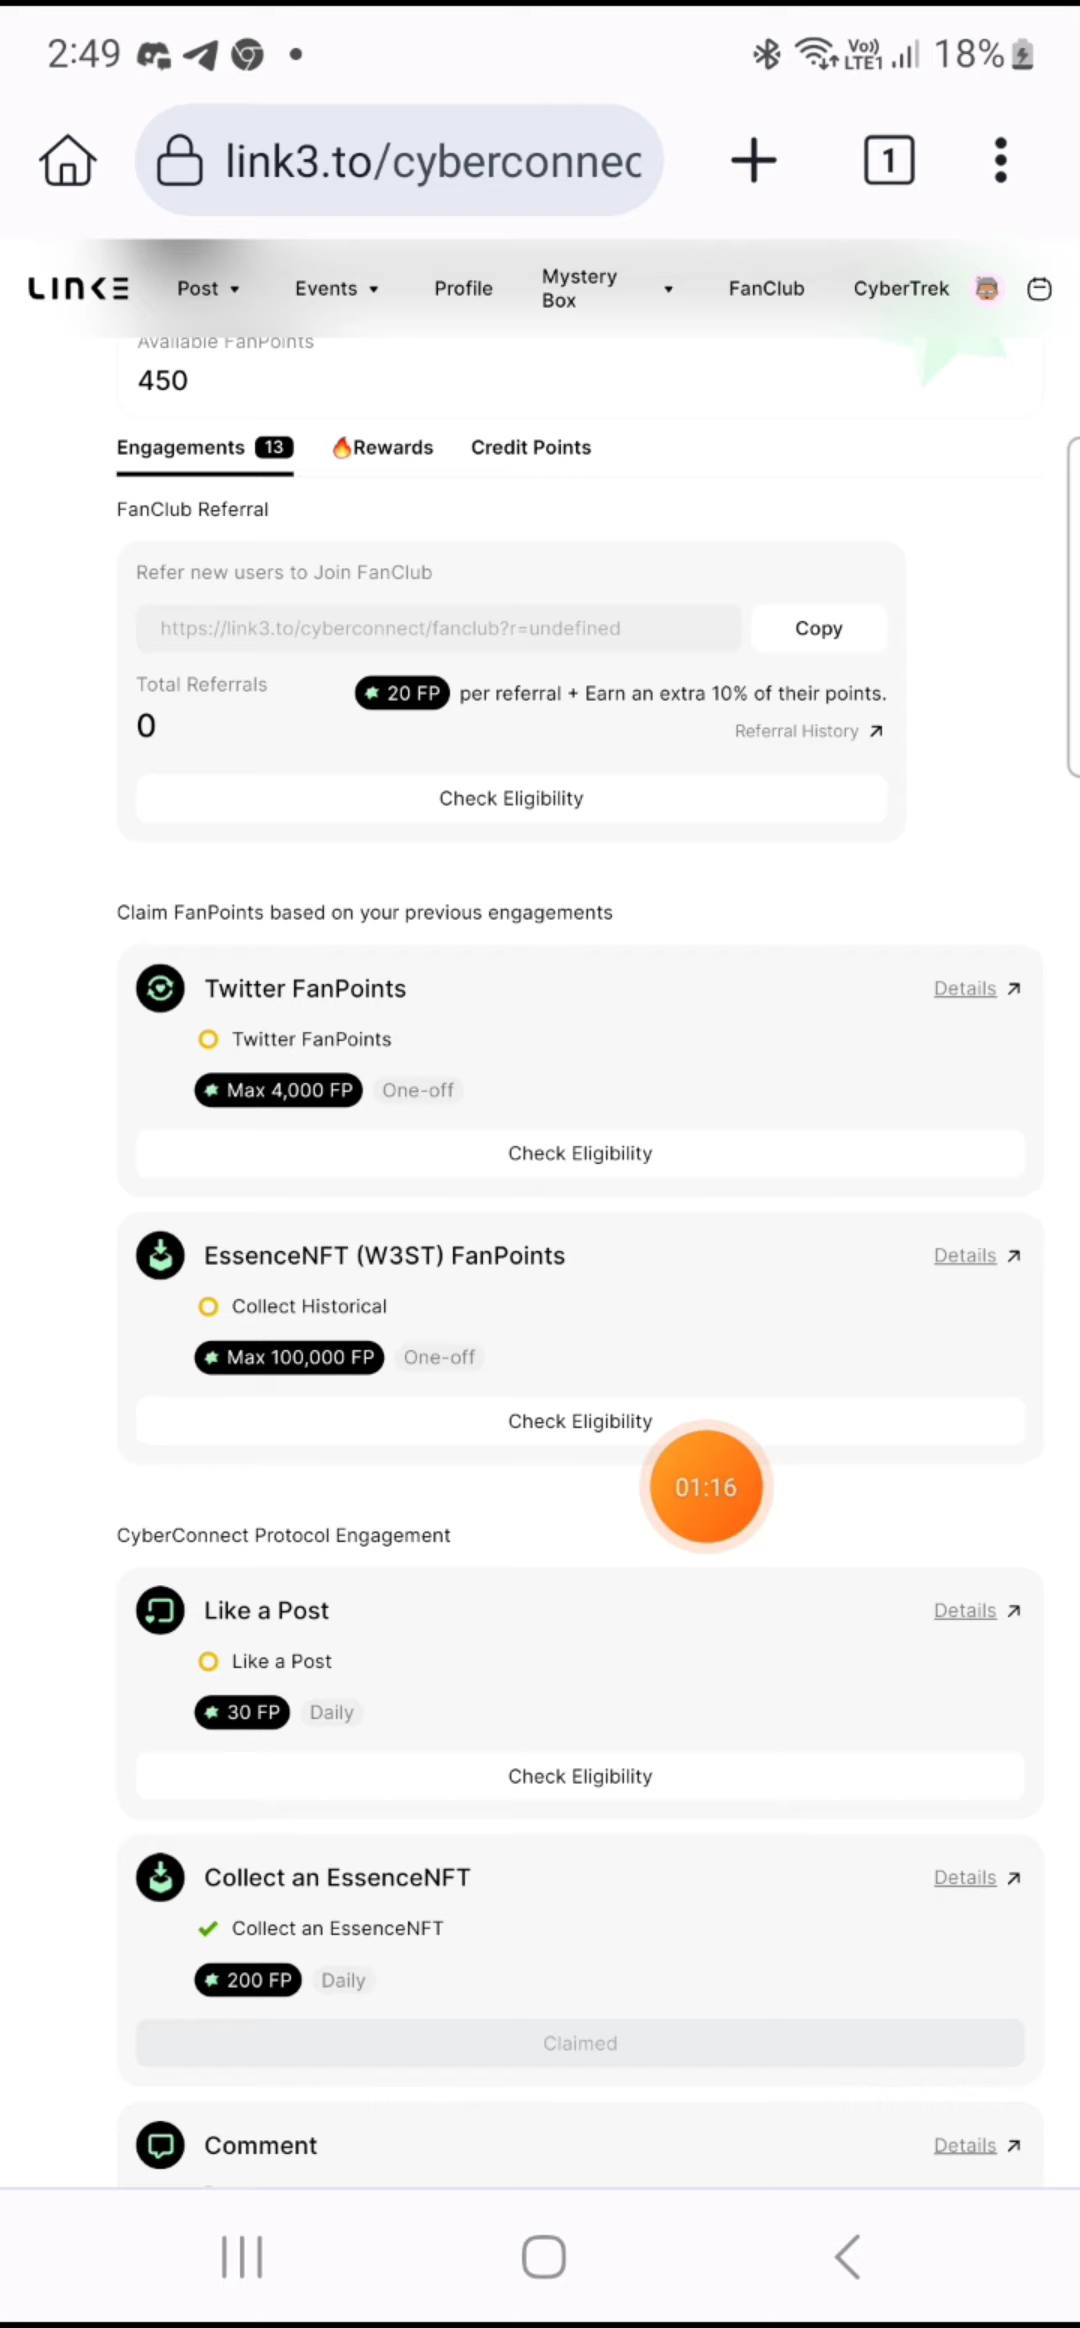 2:49
Vo))
LTE1
18%
link3.to/cyberconnec
1
LINK3
Post
Events
Profile
Mystery
Box
FanClub
CyberTrek
Available FanPoints
450
Engagements 13
Rewards
Credit Points
FanClub Referral
Refer new users to Join FanClub
https://link3.to/cyberconnect/fanclub?r=undefined
Copy
Total Referrals
20 FP per referral + Earn an extra 10% of their points.
0
Referral History
Check Eligibility
Claim FanPoints based on your previous engagements
Twitter FanPoints
Details
Twitter FanPoints
Max 4,000 FP
One-off
Check Eligibility
EssenceNFT (W3ST) FanPoints
Details
Collect Historical
Max 100,000 FP
One-off
Check Eligibility
01:16
CyberConnect Protocol Engagement
Like a Post
Details
Like a Post
30 FP
Daily
Check Eligibility
Collect an EssenceNFT
Details
Collect an EssenceNFT
200 FP
Daily
Claimed
Comment
Details